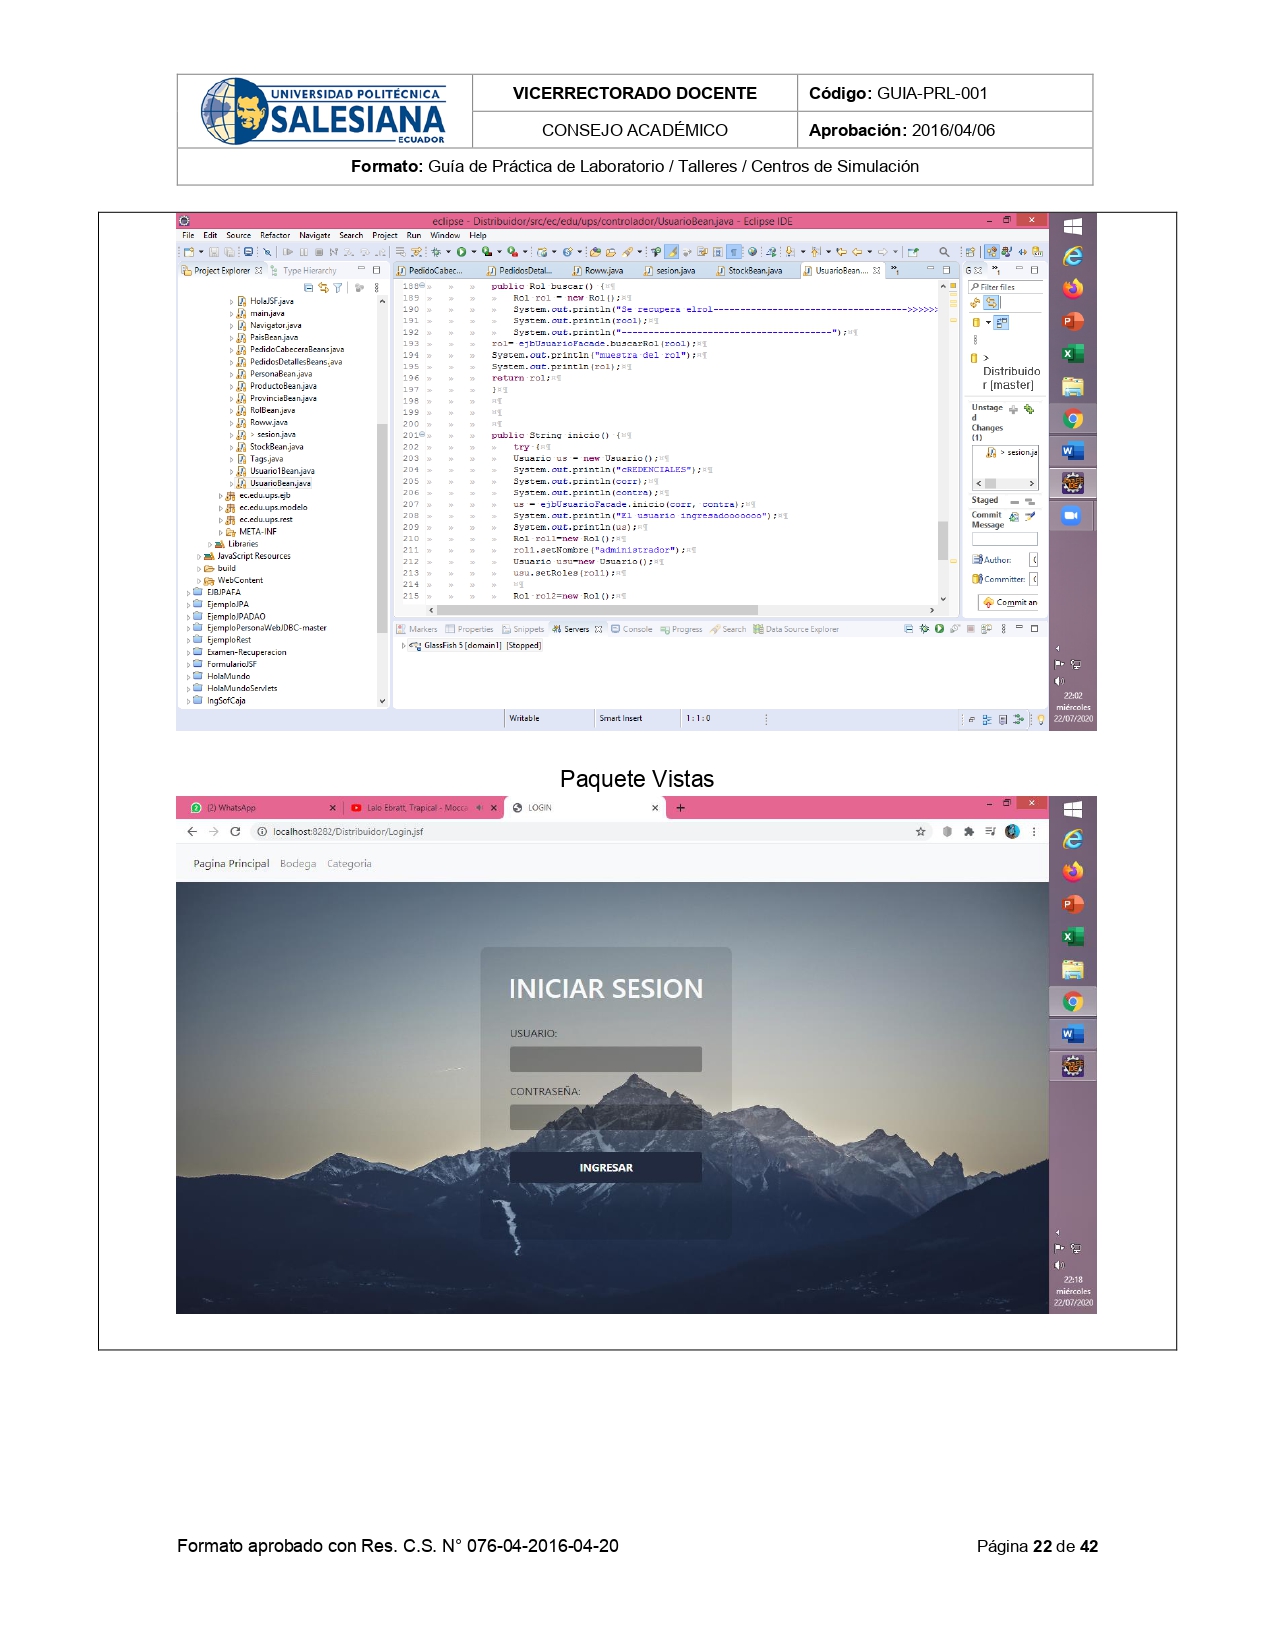 UNIVERSIDAD POLITÉCNICA
SALESIANA
ECUADOR
VICERRECTORADO DOCENTE
Código: GUIA-PRL-001
CONSEJO ACADÉMICO
Aprobación: 2016/04/06
Formato: Guía de Práctica de Laboratorio / Talleres / Centros de Simulación
eclipse - Distribuidor/src/ec/edu/ups/controlador/UsuarioBean.java - Eclipse IDE
File Edit Source Refactor Navigate Search Project Run Window Help
Project Explorer Type Hierarchy
HolaJSF.java
main.java
Navigator.java
PaisBean.java
PedidoCabeceraBeans.java
PedidosDetallesBeans.java
PersonaBean.java
ProductoBean.java
ProvinciaBean.java
RolBean.java
Roww.java
> sesion.java
StockBean.java
Tags.java
Usuario1Bean.java
UsuarioBean.java
ec.edu.ups.ejb
ec.edu.ups.modelo
ec.edu.ups.rest
META-INF
Libraries
JavaScript Resources
build
WebContent
EJBJPAFA
EjemploJPA
EjemploJPADAO
EjemploPersonaWebJDBC-master
EjemploRest
Examen-Recuperacion
FormularioJSF
HolaMundo
HolaMundoServlets
IngSofCaja
PedidoCabec... PedidosDetal... Roww.java sesion.java StockBean.java UsuarioBean....
188 public Rol buscar() {
189 Rol rol = new Rol();
190 System.out.println("Se recupera elrol------------------------------------>>>>>>
191 System.out.println(rool);
192 System.out.println("---------------------------------------");
193 rol= ejbUsuarioFacade.buscarRol(rool);
194 System.out.println("muestra del rol");
195 System.out.println(rol);
196 return rol;
197 }
198
199
200
201 public String inicio() {
202 try {
203 Usuario us = new Usuario();
204 System.out.println("cREDENCIALES");
205 System.out.println(corr);
206 System.out.println(contra);
207 us = ejbUsuarioFacade.inicio(corr, contra);
208 System.out.println("El usuario ingresadoooooo");
209 System.out.println(us);
210 Rol rol1=new Rol();
211 rol1.setNombre("administrador");
212 Usuario usu=new Usuario();
213 usu.setRoles(rol1);
214
215 Rol rol2=new Rol();
Filter files
>
Distribuido
r [master]
Unstage
d
Changes
(1)
> sesion.ja
Staged
Commit
Message
Author:
Committer:
Commit an
Markers Properties Snippets Servers Console Progress Search Data Source Explorer
GlassFish 5 [domain1] [Stopped]
Writable Smart Insert 1 : 1 : 0
22:02
miércoles
22/07/2020
Paquete Vistas
(2) WhatsApp
Lalo Ebratt, Trapical - Mocca
LOGIN
localhost:8282/Distribuidor/Login.jsf
Pagina Principal Bodega Categoria
INICIAR SESION
USUARIO:
CONTRASEÑA:
INGRESAR
22:18
miércoles
22/07/2020
Formato aprobado con Res. C.S. N° 076-04-2016-04-20
Página 22 de 42